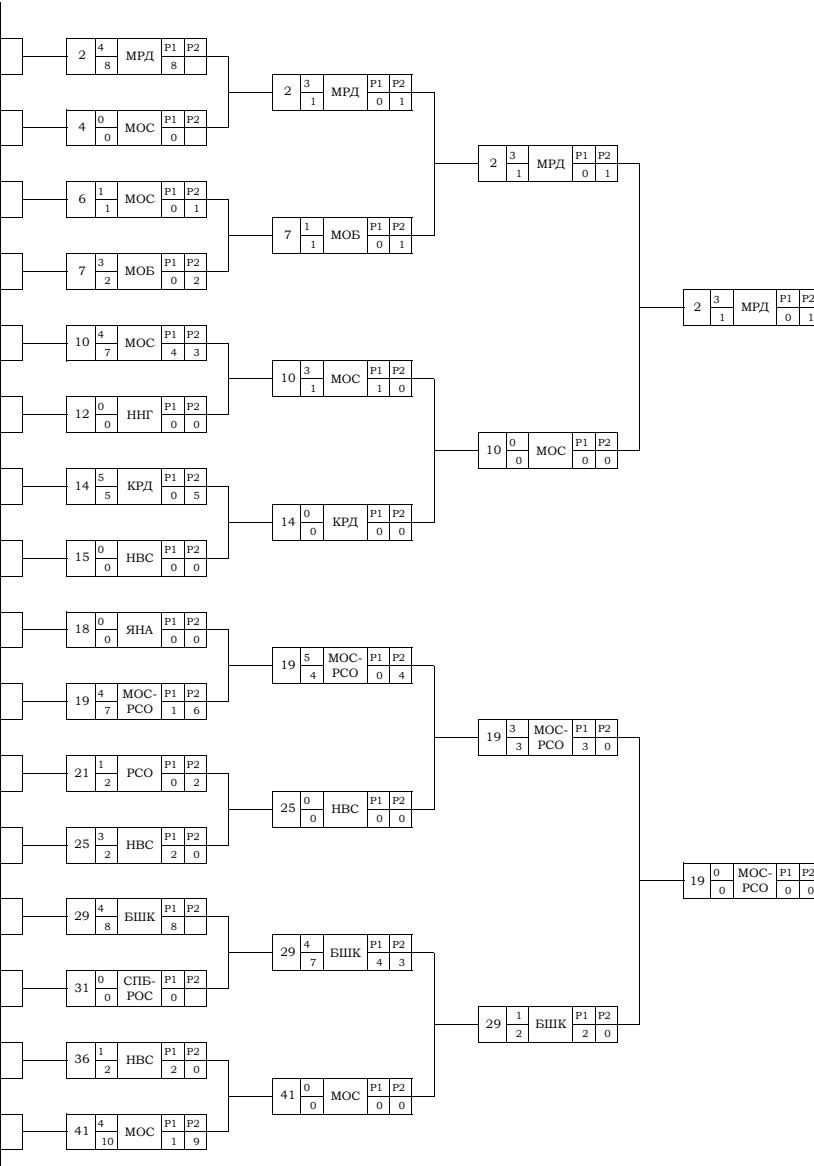 2 4 МРД P1 P2
8 8
4 0 МОС P1 P2
0 0
6 1 МОС P1 P2
1 0 1
7 3 МОБ P1 P2
2 0 2
10 4 МОС P1 P2
7 4 3
12 0 ННГ P1 P2
0 0 0
14 5 КРД P1 P2
5 0 5
15 0 НВС P1 P2
0 0 0
18 0 ЯНА P1 P2
0 0 0
19 4 МОС- P1 P2
7 РСО 1 6
21 1 РСО P1 P2
2 0 2
25 3 НВС P1 P2
2 2 0
29 4 БШК P1 P2
8 8
31 0 СПБ- P1 P2
0 РОС 0
36 1 НВС P1 P2
2 2 0
41 4 МОС P1 P2
10 1 9
2 3 МРД P1 P2
1 0 1
7 1 МОБ P1 P2
1 0 1
10 3 МОС P1 P2
1 1 0
14 0 КРД P1 P2
0 0 0
19 5 МОС- P1 P2
4 РСО 0 4
25 0 НВС P1 P2
0 0 0
29 4 БШК P1 P2
7 4 3
41 0 МОС P1 P2
0 0 0
2 3 МРД P1 P2
1 0 1
10 0 МОС P1 P2
0 0 0
19 3 МОС- P1 P2
3 РСО 3 0
29 1 БШК P1 P2
2 2 0
2 3 МРД P1 P2
1 0 1
19 0 МОС- P1 P2
0 РСО 0 0